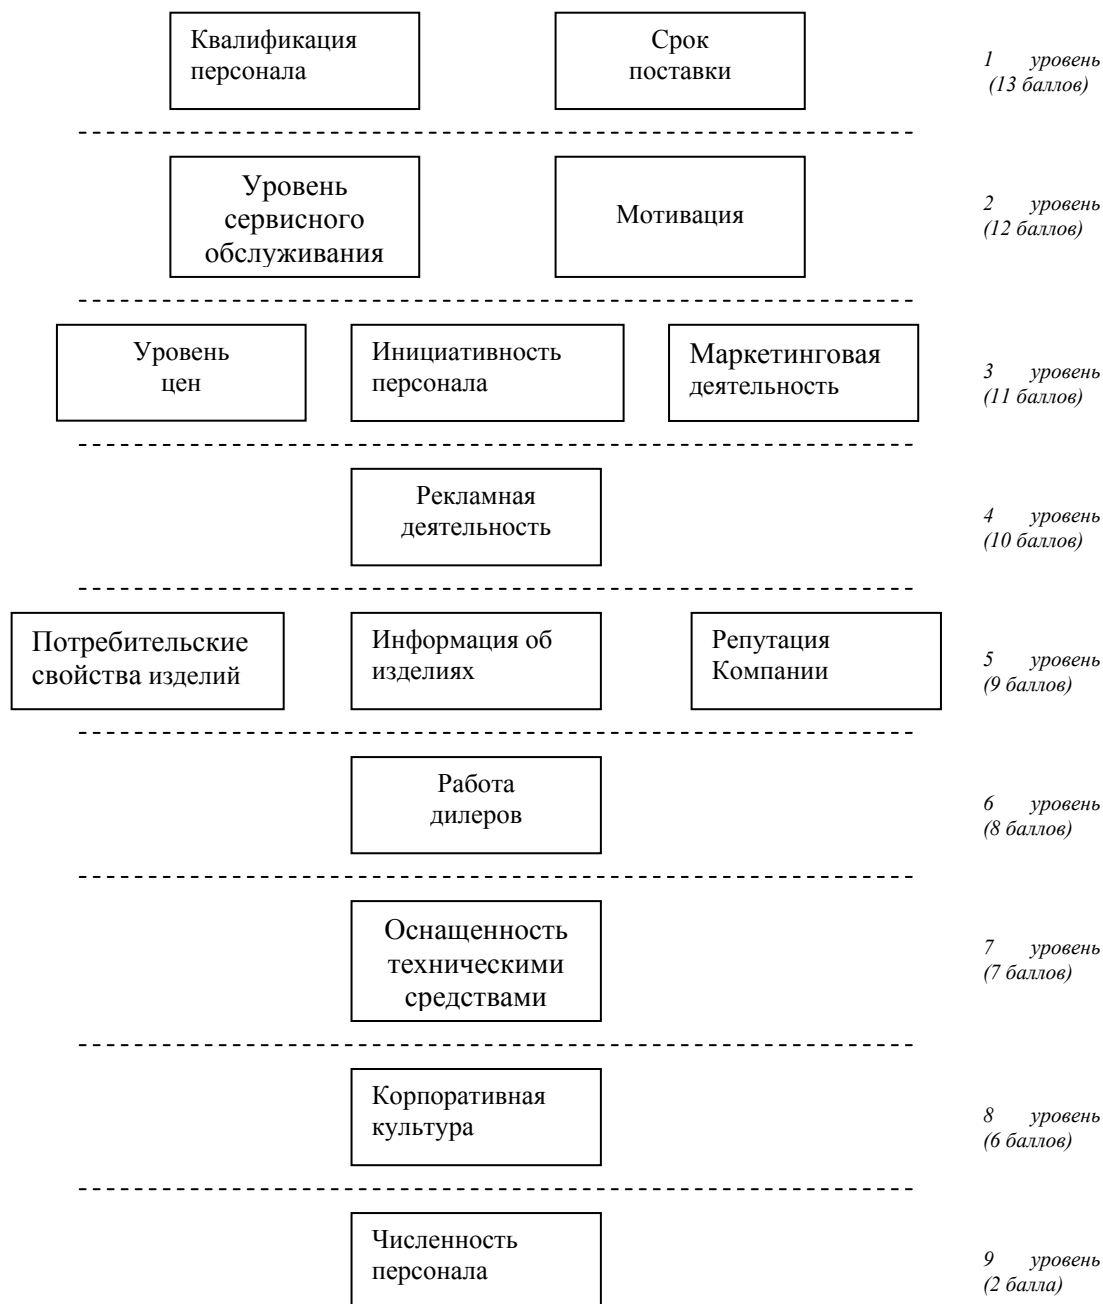 Квалификация
персонала
Срок
поставки
1 уровень
(13 баллов)
Уровень
сервисного
обслуживания
Мотивация
2 уровень
(12 баллов)
Уровень
цен
Инициативность
персонала
Маркетинговая
деятельность
3 уровень
(11 баллов)
Рекламная
деятельность
4 уровень
(10 баллов)
Потребительские
свойства изделий
Информация об
изделиях
Репутация
Компании
5 уровень
(9 баллов)
Работа
дилеров
6 уровень
(8 баллов)
Оснащенность
техническими
средствами
7 уровень
(7 баллов)
Корпоративная
культура
8 уровень
(6 баллов)
Численность
персонала
9 уровень
(2 балла)